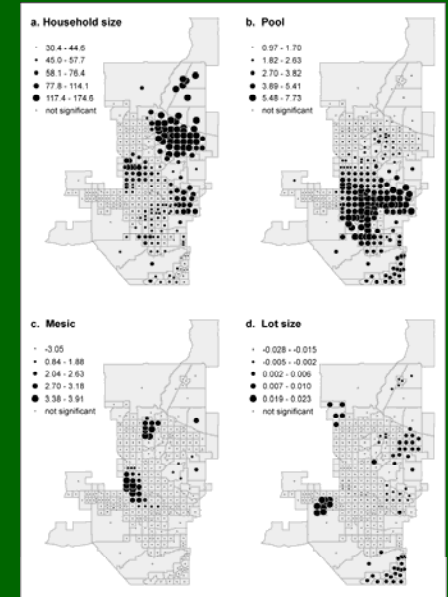 a. Household size
30.4 - 44.6
45.0 - 57.7
58.1 - 76.4
77.8 - 114.1
117.4 - 174.6
not significant
b. Pool
0.97 - 1.70
1.82 - 2.63
2.70 - 3.82
3.89 - 5.41
5.48 - 7.73
not significant
c. Mesic
-3.05
0.84 - 1.88
2.04 - 2.63
2.70 - 3.18
3.38 - 3.91
not significant
d. Lot size
-0.028 - -0.015
-0.005 - -0.002
0.002 - 0.006
0.007 - 0.010
0.019 - 0.023
not significant